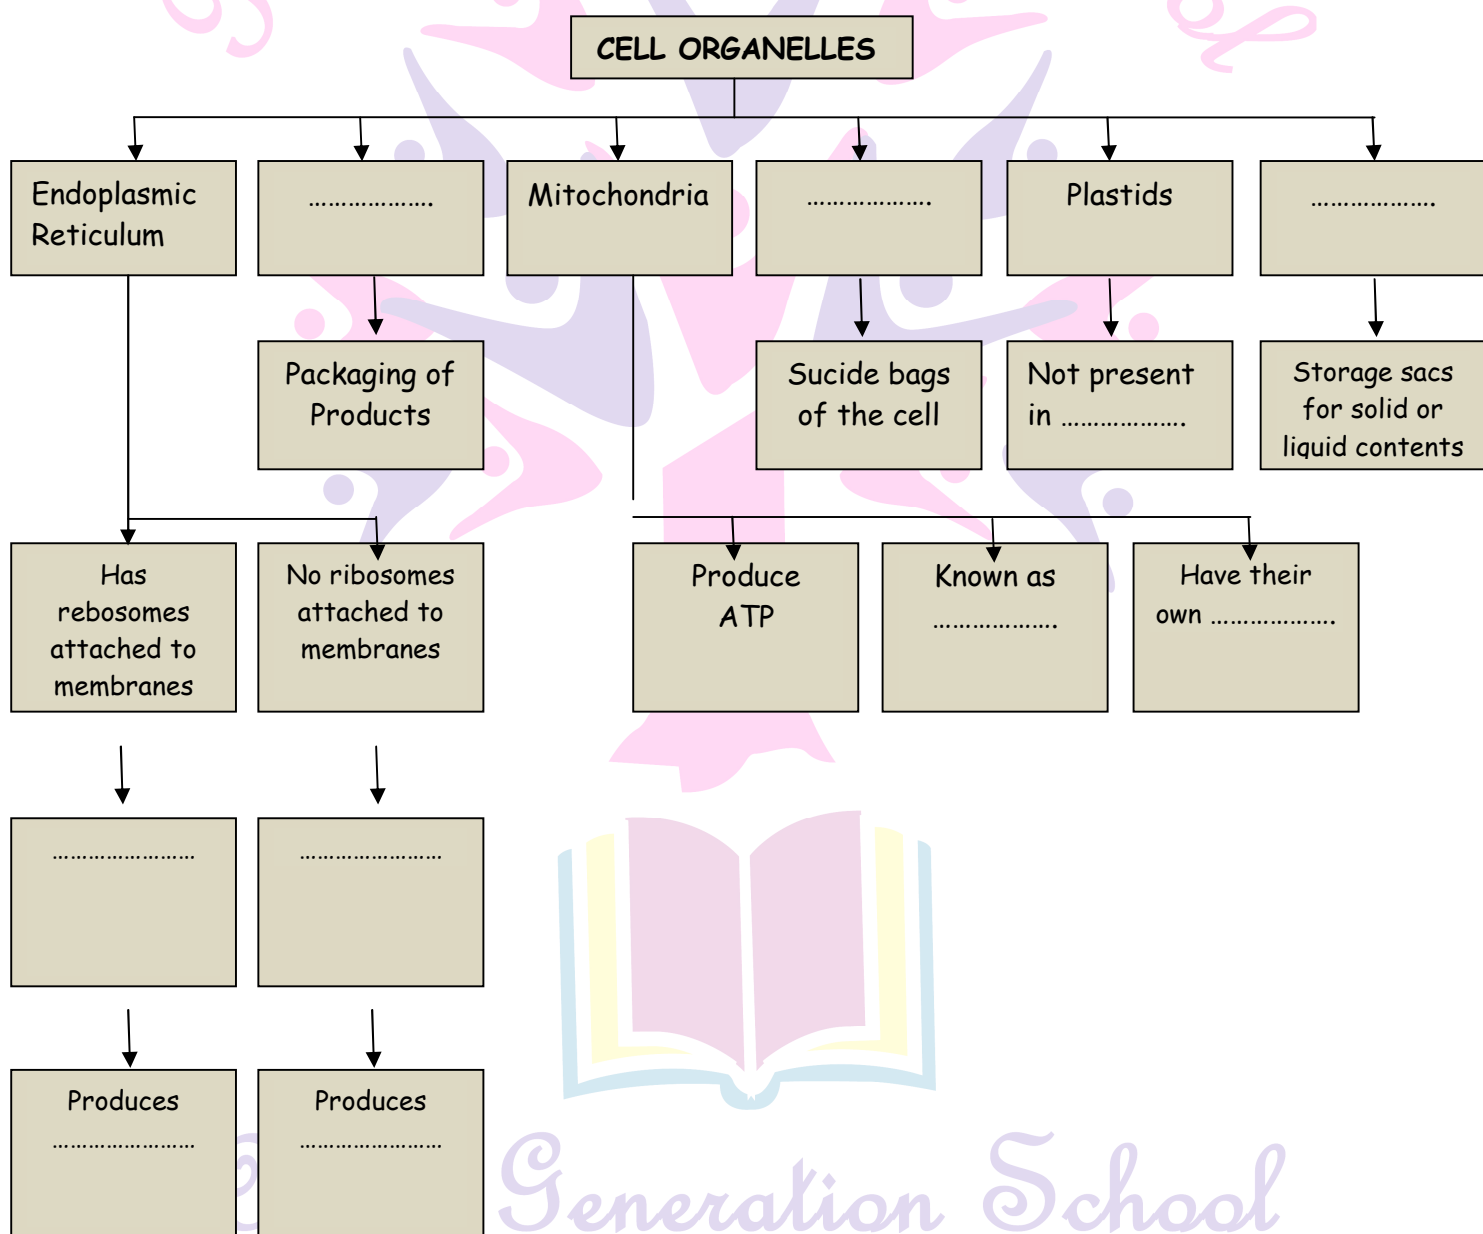 CELL ORGANELLES
Endoplasmic
Reticulum
……………….
Mitochondria
……………….
Plastids
……………….
Packaging of
Products
Sucide bags
of the cell
Not present
in ……………….
Storage sacs
for solid or
liquid contents
Has
rebosomes
attached to
membranes
No ribosomes
attached to
membranes
Produce
ATP
Known as
……………….
Have their
own ……………….
……………………
……………………
Produces
……………………
Produces
……………………
Generation School